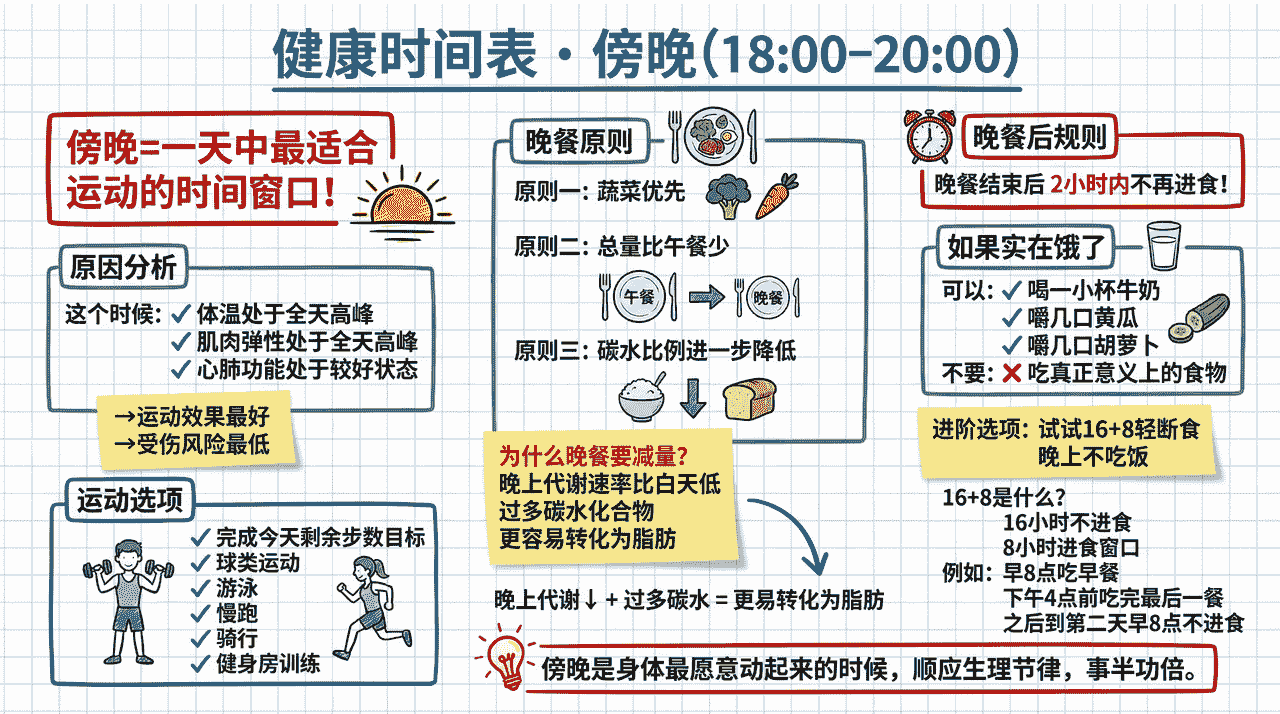 健康时间表·傍晚(18:00-20:00)
傍晚=一天中最适合
运动的时间窗口!
原因分析
这个时候: ✓ 体温处于全天高峰
✓ 肌肉弹性处于全天高峰
✓ 心肺功能处于较好状态
→运动效果最好
→受伤风险最低
运动选项
✓ 完成今天剩余步数目标
✓ 球类运动
✓ 游泳
✓ 慢跑
✓ 骑行
✓ 健身房训练
晚餐原则
原则一: 蔬菜优先
原则二: 总量比午餐少
午餐
晚餐
原则三: 碳水比例进一步降低
为什么晚餐要减量?
晚上代谢速率比白天低
过多碳水化合物
更容易转化为脂肪
晚上代谢↓ + 过多碳水 = 更易转化为脂肪
晚餐后规则
晚餐结束后 2小时内不再进食!
如果实在饿了
可以: ✓ 喝一小杯牛奶
✓ 嚼几口黄瓜
✓ 嚼几口胡萝卜
不要: ✗ 吃真正意义上的食物
进阶选项: 试试16+8轻断食
晚上不吃饭
16+8是什么?
16小时不进食
8小时进食窗口
例如: 早8点吃早餐
下午4点前吃完最后一餐
之后到第二天早8点不进食
傍晚是身体最愿意动起来的时候，顺应生理节律，事半功倍。